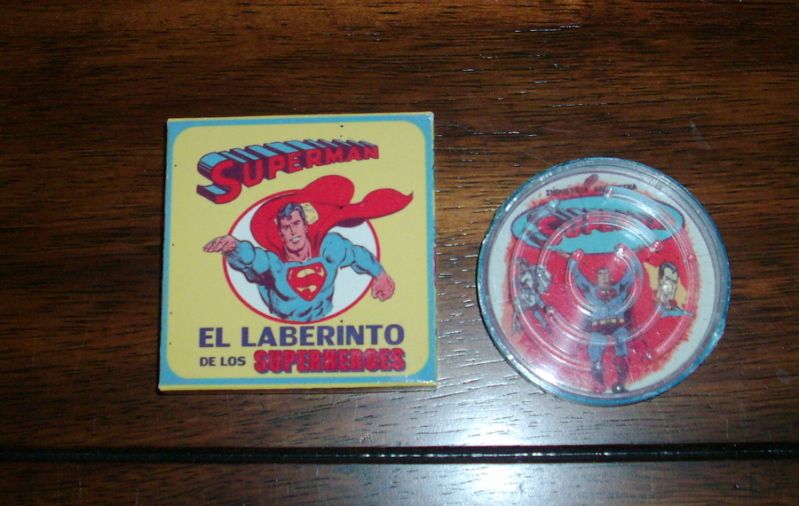 SUPERMAN
EL LABERINTO
DE LOS SUPERHEROES
INDUSTRIA ARGENTINA